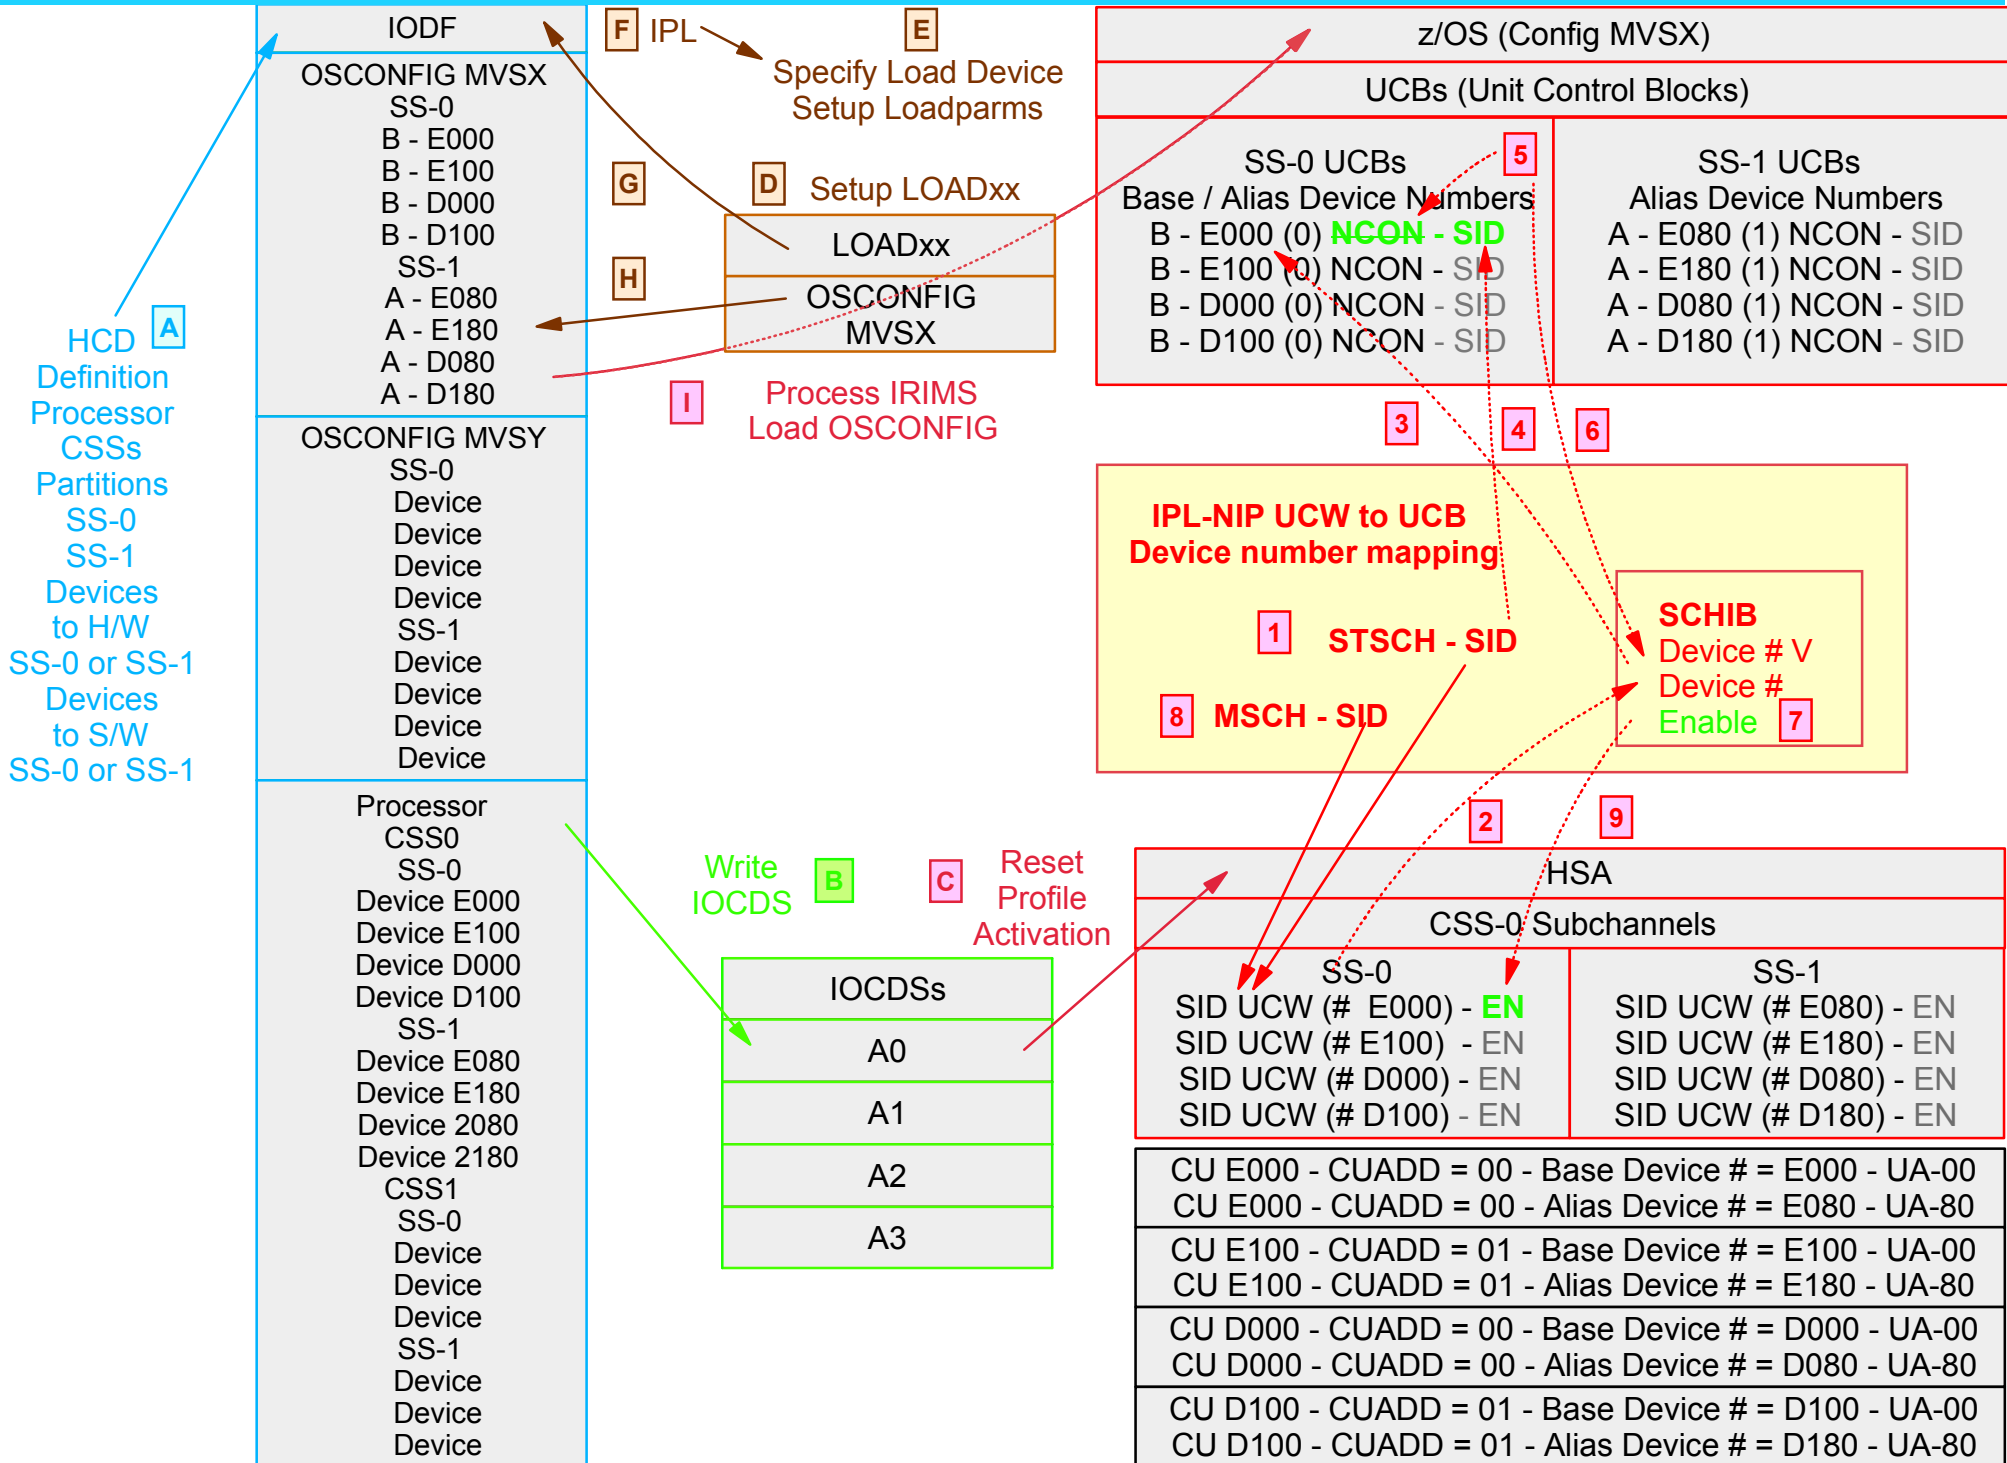 HCD
A
Definition
Processor
CSSs
Partitions
SS-0
SS-1
Devices
to H/W
SS-0 or SS-1
Devices
to S/W
SS-0 or SS-1
IODF
OSCONFIG MVSX
SS-0
B - E000
B - E100
B - D000
B - D100
SS-1
A - E080
A - E180
A - D080
A - D180
OSCONFIG MVSY
SS-0
Device
Device
Device
Device
SS-1
Device
Device
Device
Device
Processor
CSS0
SS-0
Device E000
Device E100
Device D000
Device D100
SS-1
Device E080
Device E180
Device 2080
Device 2180
CSS1
SS-0
Device
Device
Device
SS-1
Device
Device
Device
F IPL
E
Specify Load Device
Setup Loadparms
G
D Setup LOADxx
LOADxx
H
OSCONFIG
MVSX
I
Process IRIMS
Load OSCONFIG
Write
IOCDS
B
C
Reset
Profile
Activation
IOCDSs
A0
A1
A2
A3
z/OS (Config MVSX)
UCBs (Unit Control Blocks)
5
SS-0 UCBs
Base / Alias Device Numbers
B - E000 (0) NCON - SID
B - E100 (0) NCON - SID
B - D000 (0) NCON - SID
B - D100 (0) NCON - SID
SS-1 UCBs
Alias Device Numbers
A - E080 (1) NCON - SID
A - E180 (1) NCON - SID
A - D080 (1) NCON - SID
A - D180 (1) NCON - SID
3
4
6
IPL-NIP UCW to UCB
Device number mapping
1 STSCH - SID
8 MSCH - SID
SCHIB
Device # V
Device #
Enable 7
2
9
HSA
CSS-0 Subchannels
SS-0
SID UCW (# E000) - EN
SID UCW (# E100) - EN
SID UCW (# D000) - EN
SID UCW (# D100) - EN
SS-1
SID UCW (# E080) - EN
SID UCW (# E180) - EN
SID UCW (# D080) - EN
SID UCW (# D180) - EN
CU E000 - CUADD = 00 - Base Device # = E000 - UA-00
CU E000 - CUADD = 00 - Alias Device # = E080 - UA-80
CU E100 - CUADD = 01 - Base Device # = E100 - UA-00
CU E100 - CUADD = 01 - Alias Device # = E180 - UA-80
CU D000 - CUADD = 00 - Base Device # = D000 - UA-00
CU D000 - CUADD = 00 - Alias Device # = D080 - UA-80
CU D100 - CUADD = 01 - Base Device # = D100 - UA-00
CU D100 - CUADD = 01 - Alias Device # = D180 - UA-80